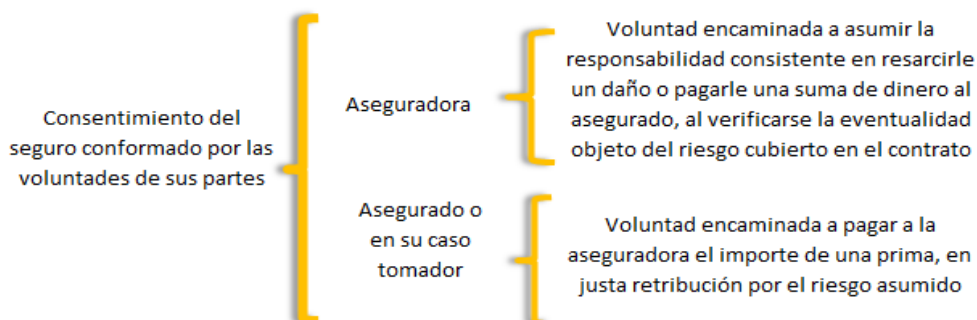 Consentimiento del
seguro conformado por las
voluntades de sus partes
Aseguradora
Voluntad encaminada a asumir la
responsabilidad consistente en resarcirle
un daño o pagarle una suma de dinero al
asegurado, al verificarse la eventualidad
objeto del riesgo cubierto en el contrato
Asegurado o
en su caso
tomador
Voluntad encaminada a pagar a la
aseguradora el importe de una prima, en
justa retribución por el riesgo asumido